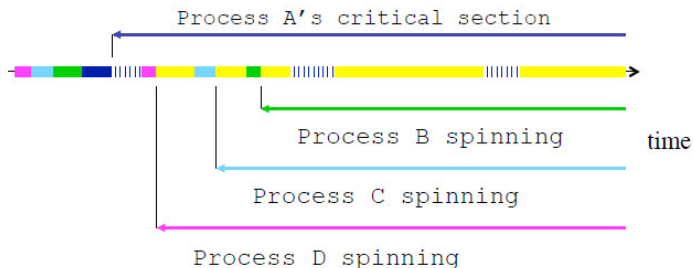 Process A's critical section
Process B spinning
time
Process C spinning
Process D spinning